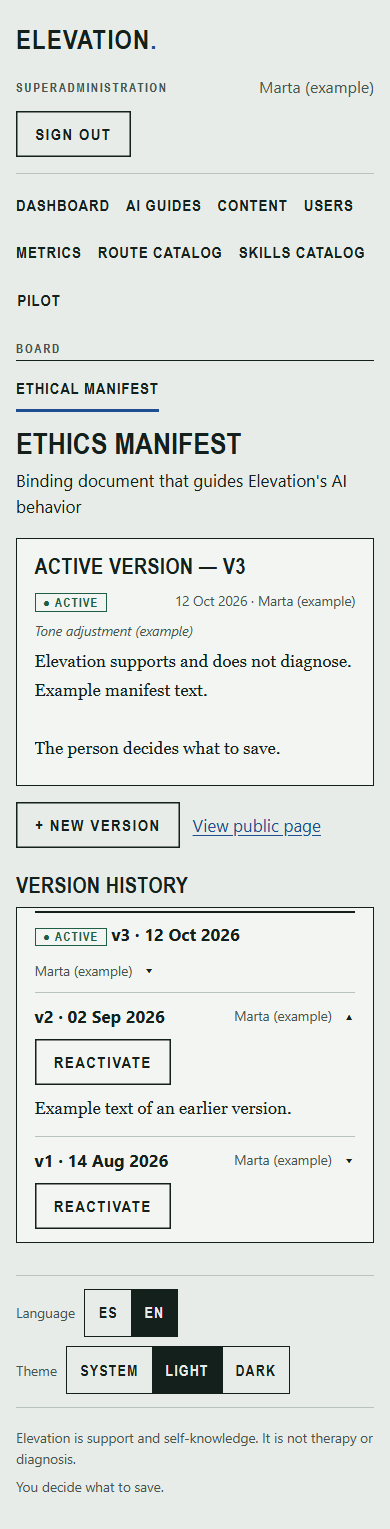 ELEVATION.
SUPERADMINISTRATION
Marta (example)
SIGN OUT
DASHBOARD AI GUIDES CONTENT USERS
METRICS ROUTE CATALOG SKILLS CATALOG
PILOT
BOARD
ETHICAL MANIFEST
ETHICS MANIFEST
Binding document that guides Elevation's AI
behavior
ACTIVE VERSION — V3
● ACTIVE
12 Oct 2026 · Marta (example)
Tone adjustment (example)
Elevation supports and does not diagnose.
Example manifest text.
The person decides what to save.
+ NEW VERSION
View public page
VERSION HISTORY
● ACTIVE v3 · 12 Oct 2026
Marta (example) ▼
v2 · 02 Sep 2026
Marta (example) ▲
REACTIVATE
Example text of an earlier version.
v1 · 14 Aug 2026
Marta (example) ▼
REACTIVATE
Language ES EN
Theme SYSTEM LIGHT DARK
Elevation is support and self-knowledge. It is not therapy or
diagnosis.
You decide what to save.